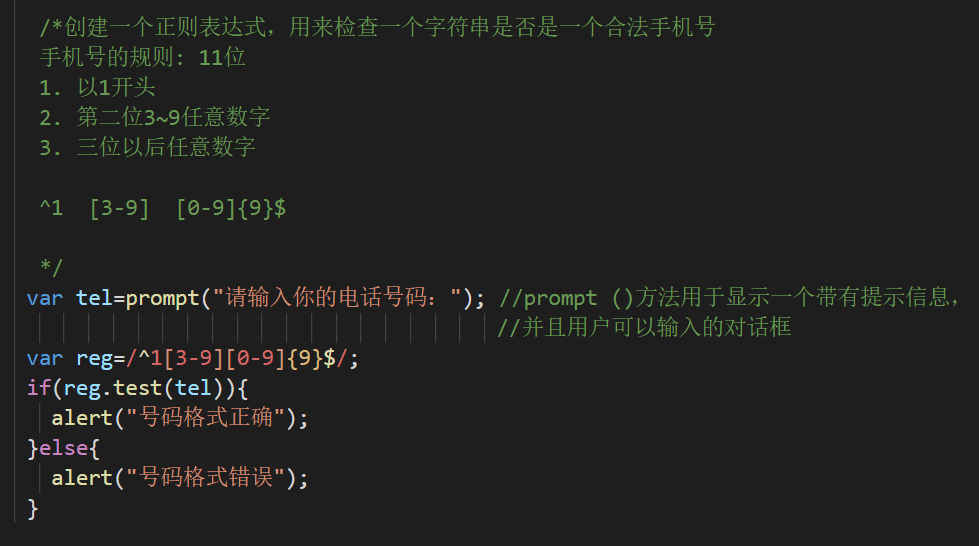 /*创建一个正则表达式，用来检查一个字符串是否是一个合法手机号
手机号的规则: 11位
1. 以1开头
2. 第二位3~9任意数字
3. 三位以后任意数字
^1  [3-9]  [0-9]{9}$
*/
var tel=prompt("请输入你的电话号码："); //prompt ()方法用于显示一个带有提示信息，
//并且用户可以输入的对话框
var reg=/^1[3-9][0-9]{9}$/;
if(reg.test(tel)){
alert("号码格式正确");
}else{
alert("号码格式错误");
}